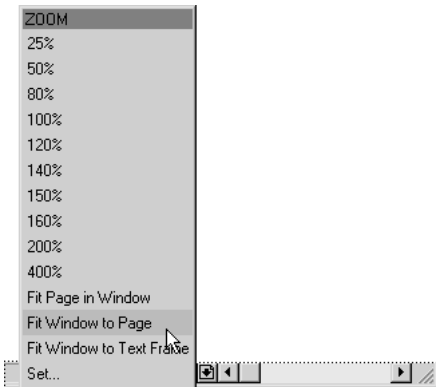 ZOOM
25%
50%
80%
100%
120%
140%
150%
160%
200%
400%
Fit Page in Window
Fit Window to Page
Fit Window to Text Frame
Set...